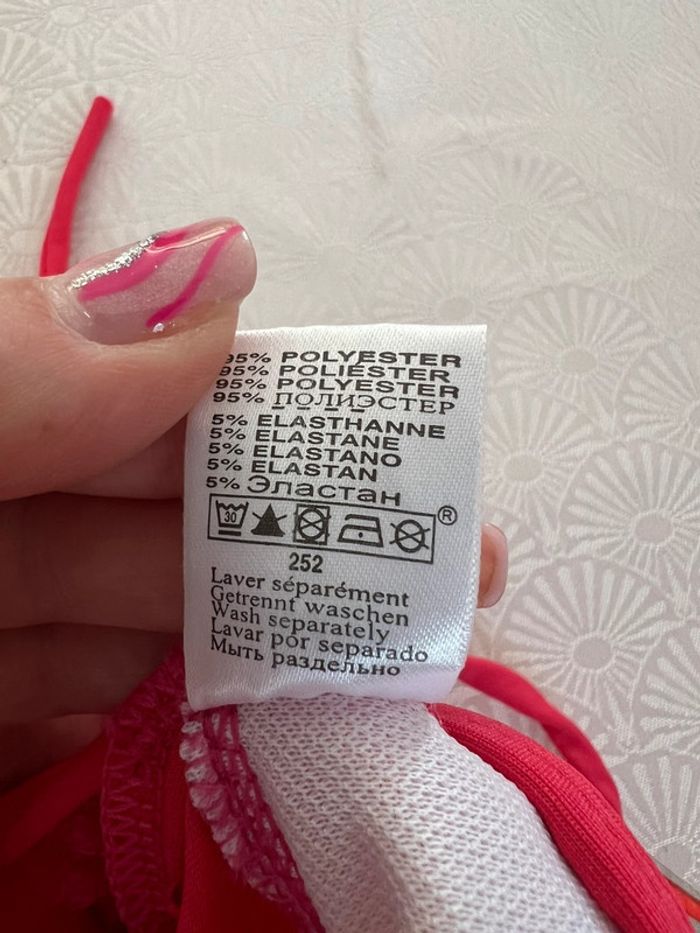 95% POLYESTER
95% POLIÉSTER
95% POLYESTER
95% ПОЛИЭСТЕР
5% ELASTHANNE
5% ELASTANE
5% ELASTANO
5% ELASTAN
5% Эластан
30
®
252
Laver séparément
Getrennt waschen
Wash separately
Lavar por separado
Мыть раздельно